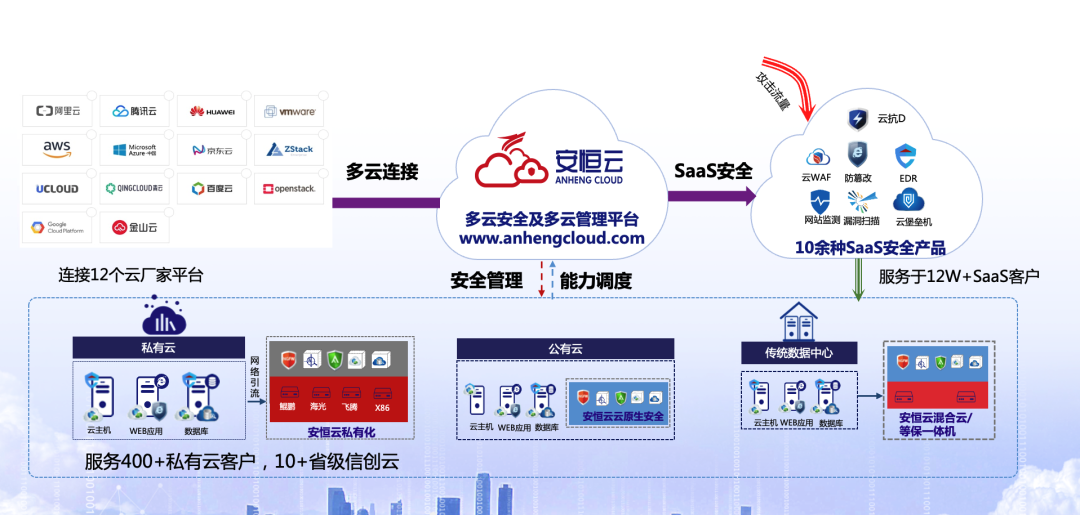 阿里云
腾讯云
HUAWEI
vmware
aws
Microsoft
Azure 中国
京东云
ZStack
UCLOUD
QINGCLOUD青云
百度云
openstack.
Google
Cloud Platform
金山云
连接12个云厂家平台
多云连接
安恒云
ANHENG CLOUD
多云安全及多云管理平台
www.anhengcloud.com
SaaS安全
攻击流量
云抗D
云WAF
防篡改
EDR
网站监测
漏洞扫描
云堡垒机
10余种SaaS安全产品
服务于12W+SaaS客户
安全管理
能力调度
私有云
云主机
WEB应用
数据库
网络引流
鲲鹏
海光
飞腾
X86
安恒云私有化
服务400+私有云客户，10+省级信创云
公有云
云主机
WEB应用
数据库
安恒云云原生安全
传统数据中心
云主机
WEB应用
数据库
安恒云混合云/
等保一体机